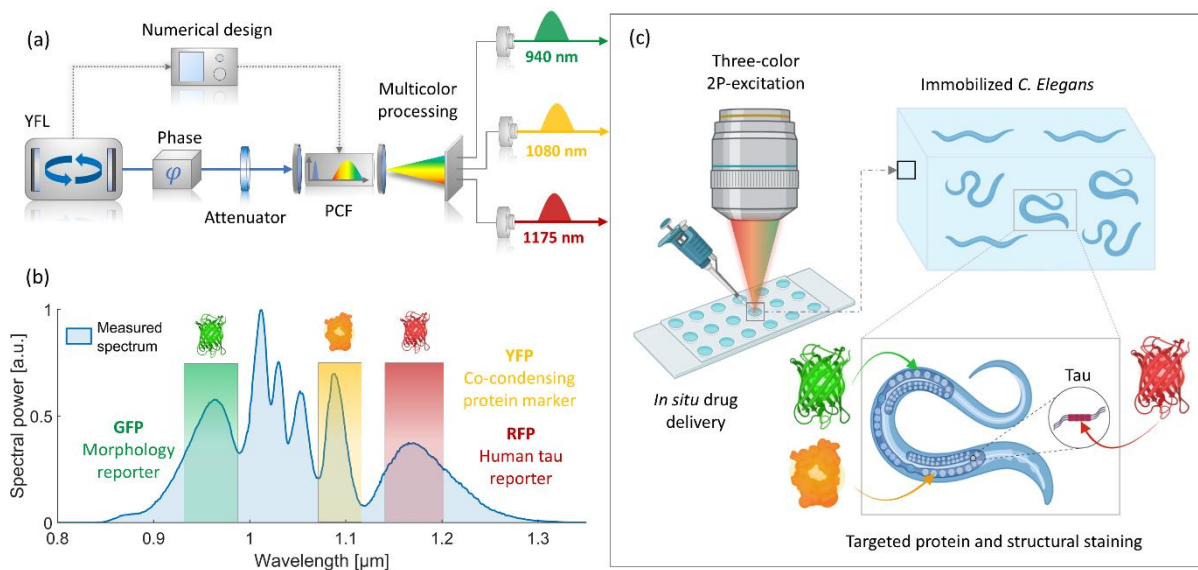 (a)
Numerical design
YFL
Phase
φ
Attenuator
PCF
Multicolor
processing
940 nm
1080 nm
1175 nm
(b)
Spectral power [a.u.]
1
0.5
0
Measured
spectrum
GFP
Morphology
reporter
YFP
Co-condensing
protein marker
RFP
Human tau
reporter
0.8
0.9
1
1.1
1.2
1.3
Wavelength [µm]
(c)
Three-color
2P-excitation
Immobilized C. Elegans
In situ drug
delivery
Tau
Targeted protein and structural staining